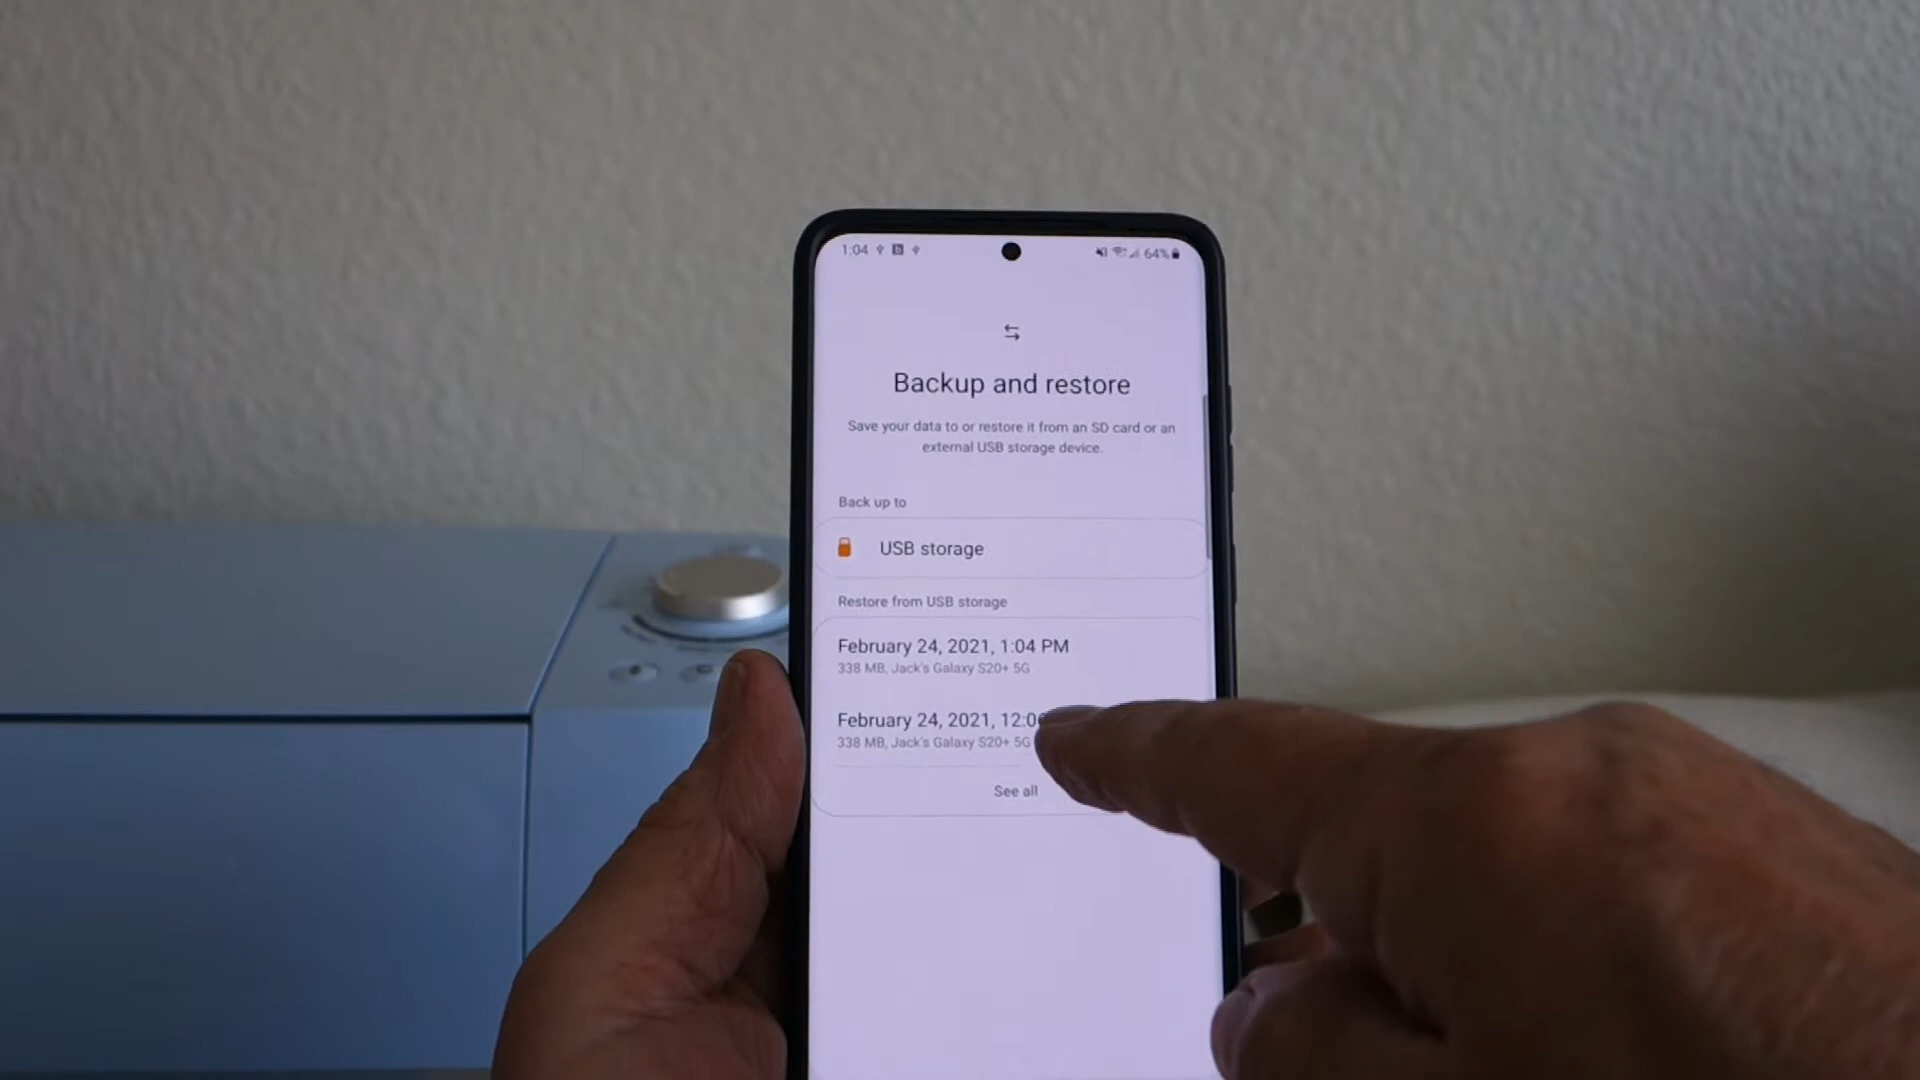 1:04 64%
Backup and restore
Save your data to or restore it from an SD card or an
external USB storage device.
Back up to
USB storage
Restore from USB storage
February 24, 2021, 1:04 PM
338 MB, Jack's Galaxy S20+ 5G
February 24, 2021, 12:0
338 MB, Jack's Galaxy S20+ 5G
See all